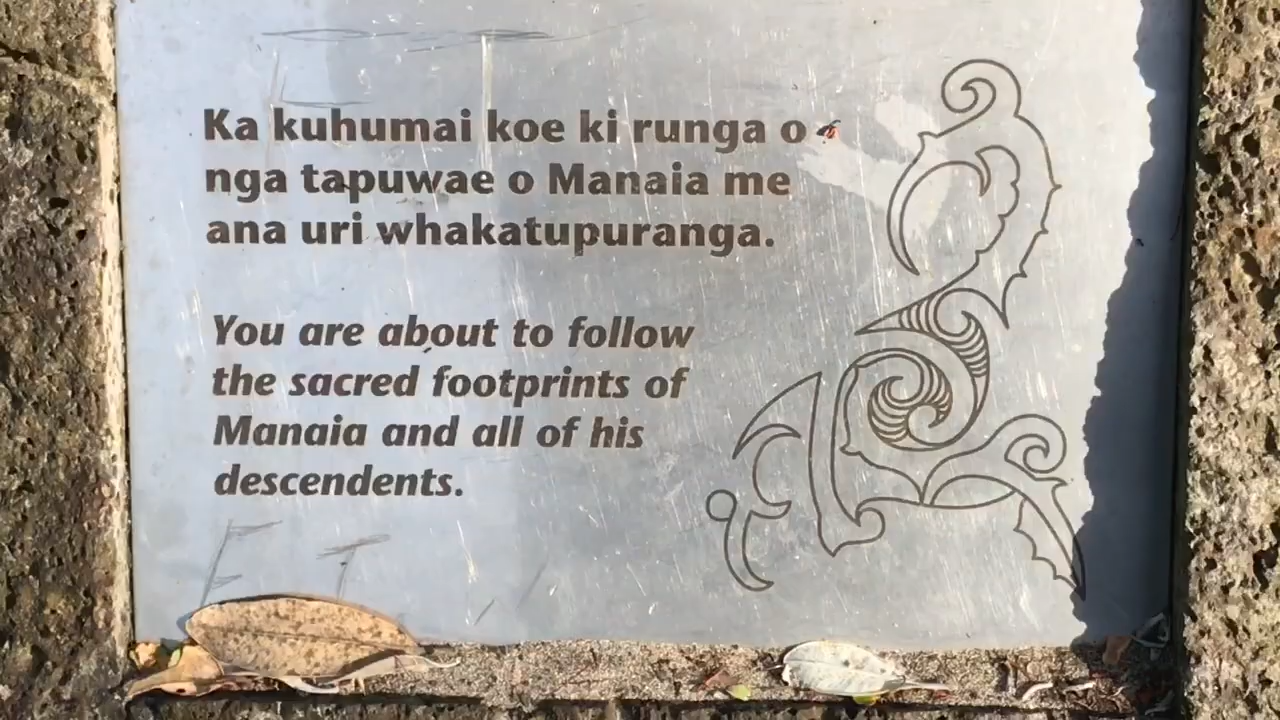 Ka kuhumai koe ki runga o
nga tapuwae o Manaia me
ana uri whakatupuranga.
You are about to follow
the sacred footprints of
Manaia and all of his
descendents.